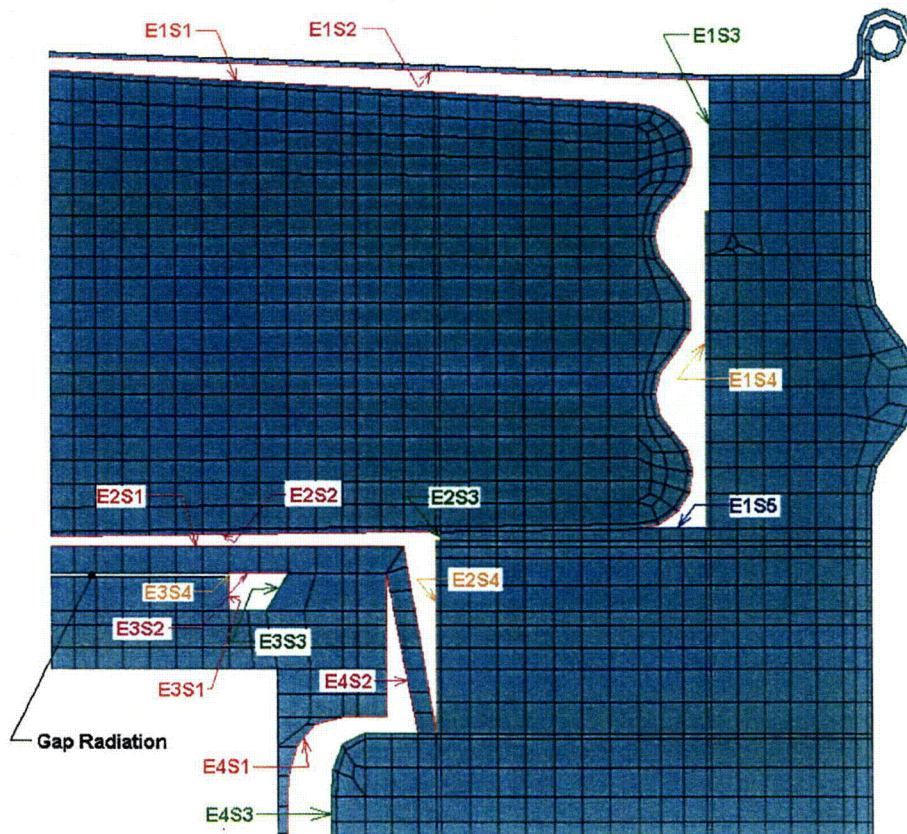 E1S1
E1S2
E1S3
E1S4
E2S1
E2S2
E2S3
E1S5
E3S4
E2S4
E3S2
E3S3
E3S1
E4S2
Gap Radiation
E4S1
E4S3